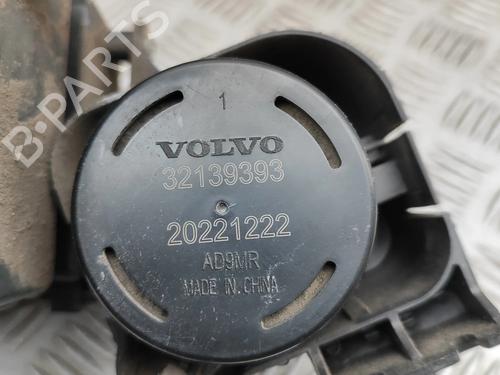 1
VOLVO
32139393
20221222
AD9MR
MADE IN CHINA
B-PARTS